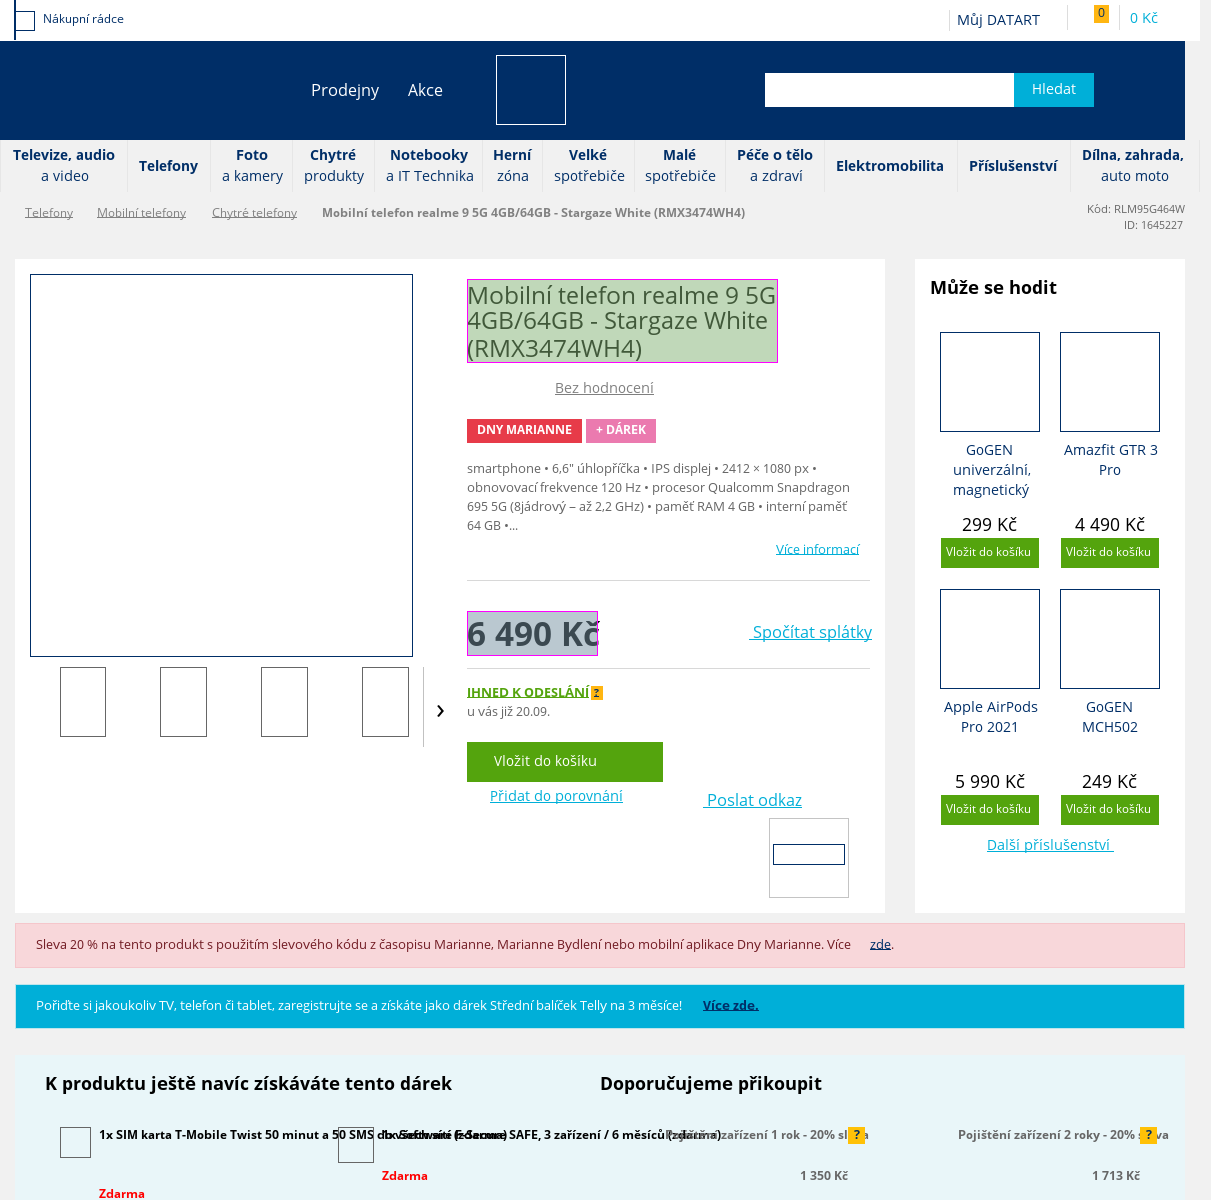 Nákupní rádce
Můj DATART
0
0 Kč
Prodejny
Akce
Hledat
Televize, audio
a video
Telefony
Foto
a kamery
Chytré
produkty
Notebooky
a IT Technika
Herní
zóna
Velké
spotřebiče
Malé
spotřebiče
Péče o tělo
a zdraví
Elektromobilita
Příslušenství
Dílna, zahrada,
auto moto
Telefony
Mobilní telefony
Chytré telefony
Mobilní telefon realme 9 5G 4GB/64GB - Stargaze White (RMX3474WH4)
Kód: RLM95G464W
ID: 1645227
Mobilní telefon realme 9 5G
4GB/64GB - Stargaze White
(RMX3474WH4)
Bez hodnocení
DNY MARIANNE
+ DÁREK
smartphone • 6,6" úhlopříčka • IPS displej • 2412 × 1080 px •
obnovovací frekvence 120 Hz • procesor Qualcomm Snapdragon
695 5G (8jádrový – až 2,2 GHz) • paměť RAM 4 GB • interní paměť
64 GB •...
Více informací
6 490 Kč
Spočítat splátky
IHNED K ODESLÁNÍ ?
u vás již 20.09.
Vložit do košíku
Přidat do porovnání
Poslat odkaz
Může se hodit
GoGEN
univerzální,
magnetický
299 Kč
Vložit do košíku
Amazfit GTR 3
Pro
4 490 Kč
Vložit do košíku
Apple AirPods
Pro 2021
5 990 Kč
Vložit do košíku
GoGEN
MCH502
249 Kč
Vložit do košíku
Další příslušenství
Sleva 20 % na tento produkt s použitím slevového kódu z časopisu Marianne, Marianne Bydlení nebo mobilní aplikace Dny Marianne. Více zde.
Pořiďte si jakoukoliv TV, telefon či tablet, zaregistrujte se a získáte jako dárek Střední balíček Telly na 3 měsíce! Více zde.
K produktu ještě navíc získáváte tento dárek
1x SIM karta T-Mobile Twist 50 minut a 50 SMS do všech sítí (zdarma)
Zdarma
1x Software F-Secure SAFE, 3 zařízení / 6 měsíců (zdarma)
Zdarma
Doporučujeme přikoupit
Pojištění zařízení 1 rok - 20% sleva
?
1 350 Kč
Pojištění zařízení 2 roky - 20% sleva
?
1 713 Kč